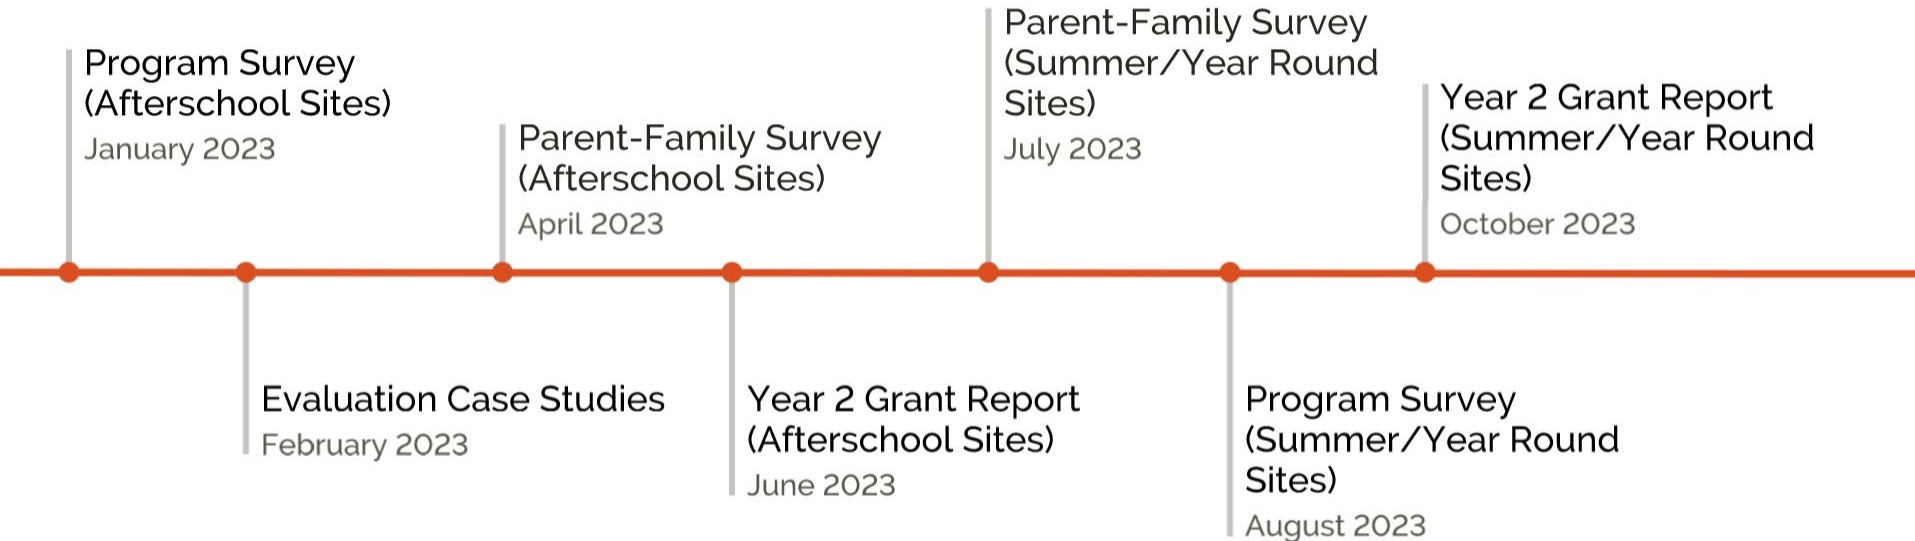 Program Survey
(Afterschool Sites)
January 2023
Evaluation Case Studies
February 2023
Parent-Family Survey
(Afterschool Sites)
April 2023
Year 2 Grant Report
(Afterschool Sites)
June 2023
Parent-Family Survey
(Summer/Year Round
Sites)
July 2023
Program Survey
(Summer/Year Round
Sites)
August 2023
Year 2 Grant Report
(Summer/Year Round
Sites)
October 2023